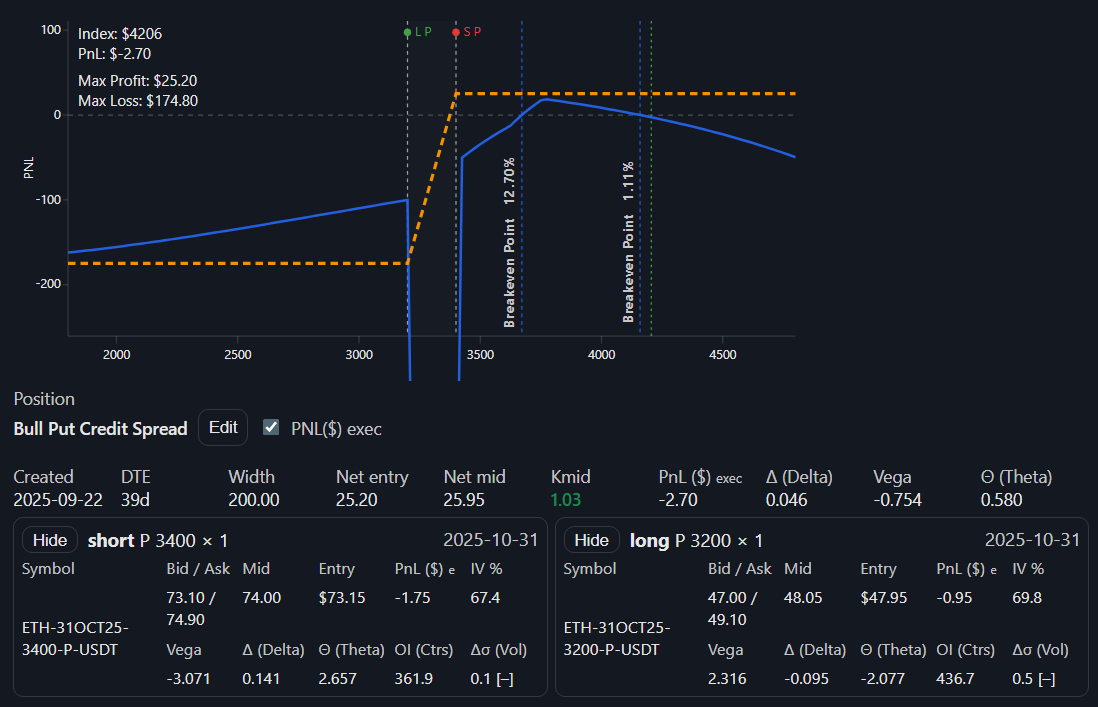 100
Index: $4206
PnL: $-2.70
Max Profit: $25.20
Max Loss: $174.80
LP
SP
0
PNL
-100
-200
Breakeven Point 12.70%
Breakeven Point 1.11%
2000 2500 3000 3500 4000 4500
Position
Bull Put Credit Spread Edit PNL($) exec
Created DTE Width Net entry Net mid Kmid PnL ($) exec Δ (Delta) Vega Θ (Theta)
2025-09-22 39d 200.00 25.20 25.95 1.03 -2.70 0.046 -0.754 0.580
Hide short P 3400 × 1 2025-10-31
Symbol Bid / Ask Mid Entry PnL ($) e IV %
73.10 / 74.00 $73.15 -1.75 67.4
74.90
ETH-31OCT25-
3400-P-USDT
Vega Δ (Delta) Θ (Theta) OI (Ctrs) Δσ (Vol)
-3.071 0.141 2.657 361.9 0.1 [–]
Hide long P 3200 × 1 2025-10-31
Symbol Bid / Ask Mid Entry PnL ($) e IV %
47.00 / 48.05 $47.95 -0.95 69.8
49.10
ETH-31OCT25-
3200-P-USDT
Vega Δ (Delta) Θ (Theta) OI (Ctrs) Δσ (Vol)
2.316 -0.095 -2.077 436.7 0.5 [–]